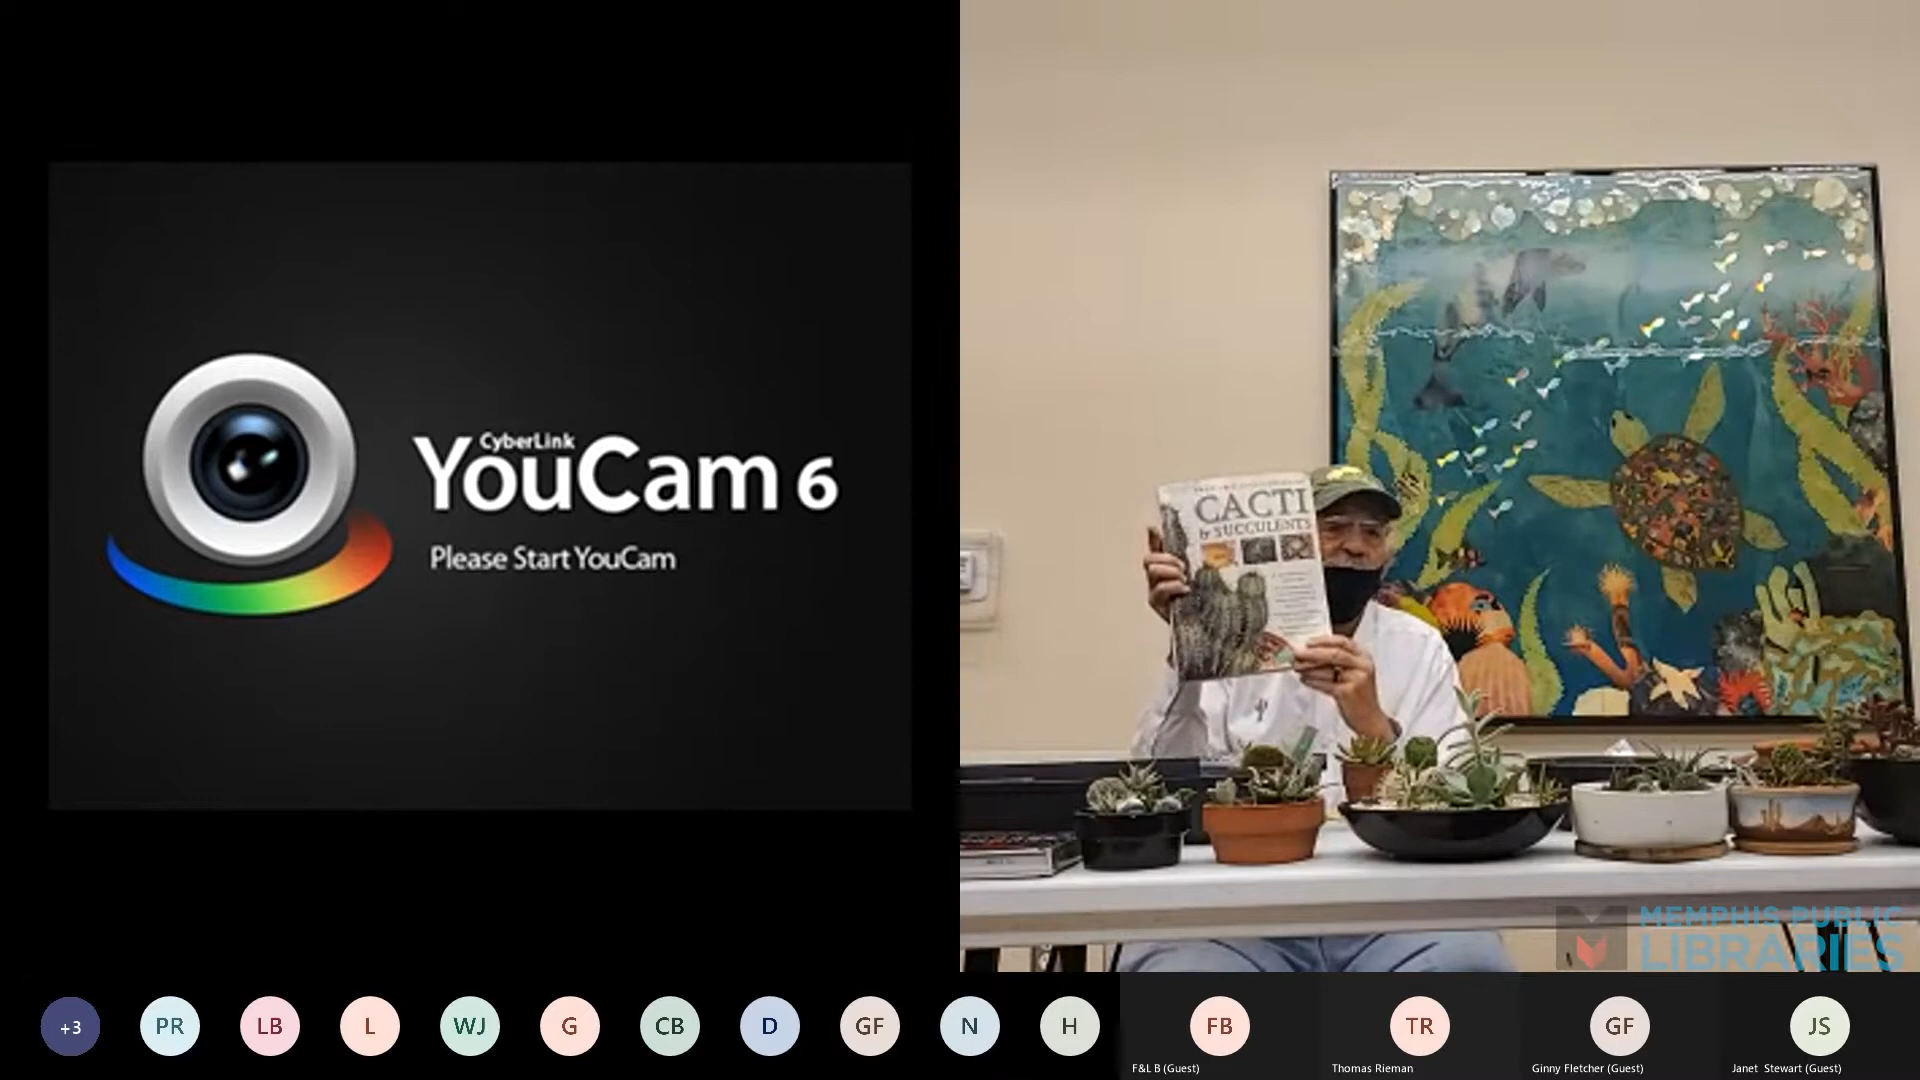 CyberLink
YouCam 6
Please Start YouCam
CACTI
& SUCCULENTS
MEMPHIS PUBLIC
LIBRARIES
+3
PR
LB
L
WJ
G
CB
D
GF
N
H
FB
TR
GF
JS
F&L B (Guest)
Thomas Rieman
Ginny Fletcher (Guest)
Janet Stewart (Guest)